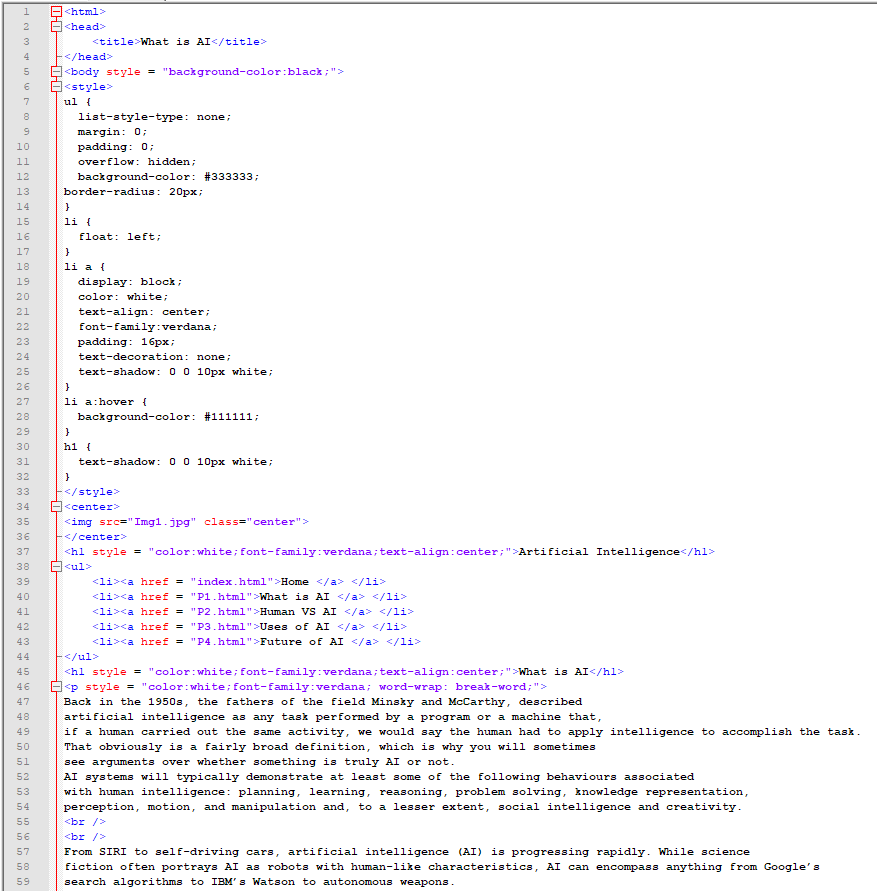 1 <html>
2 <head>
3 <title>What is AI</title>
4 </head>
5 <body style = "background-color:black;">
6 <style>
7 ul {
8 list-style-type: none;
9 margin: 0;
10 padding: 0;
11 overflow: hidden;
12 background-color: #333333;
13 border-radius: 20px;
14 }
15 li {
16 float: left;
17 }
18 li a {
19 display: block;
20 color: white;
21 text-align: center;
22 font-family:verdana;
23 padding: 16px;
24 text-decoration: none;
25 text-shadow: 0 0 10px white;
26 }
27 li a:hover {
28 background-color: #111111;
29 }
30 h1 {
31 text-shadow: 0 0 10px white;
32 }
33 </style>
34 <center>
35 <img src="Img1.jpg" class="center">
36 </center>
37 <h1 style = "color:white;font-family:verdana;text-align:center;">Artificial Intelligence</h1>
38 <ul>
39 <li><a href = "index.html">Home </a> </li>
40 <li><a href = "P1.html">What is AI </a> </li>
41 <li><a href = "P2.html">Human VS AI </a> </li>
42 <li><a href = "P3.html">Uses of AI </a> </li>
43 <li><a href = "P4.html">Future of AI </a> </li>
44 </ul>
45 <h1 style = "color:white;font-family:verdana;text-align:center;">What is AI</h1>
46 <p style = "color:white;font-family:verdana; word-wrap: break-word;">
47 Back in the 1950s, the fathers of the field Minsky and McCarthy, described
48 artificial intelligence as any task performed by a program or a machine that,
49 if a human carried out the same activity, we would say the human had to apply intelligence to accomplish the task.
50 That obviously is a fairly broad definition, which is why you will sometimes
51 see arguments over whether something is truly AI or not.
52 AI systems will typically demonstrate at least some of the following behaviours associated
53 with human intelligence: planning, learning, reasoning, problem solving, knowledge representation,
54 perception, motion, and manipulation and, to a lesser extent, social intelligence and creativity.
55 <br />
56 <br />
57 From SIRI to self-driving cars, artificial intelligence (AI) is progressing rapidly. While science
58 fiction often portrays AI as robots with human-like characteristics, AI can encompass anything from Google’s
59 search algorithms to IBM’s Watson to autonomous weapons.